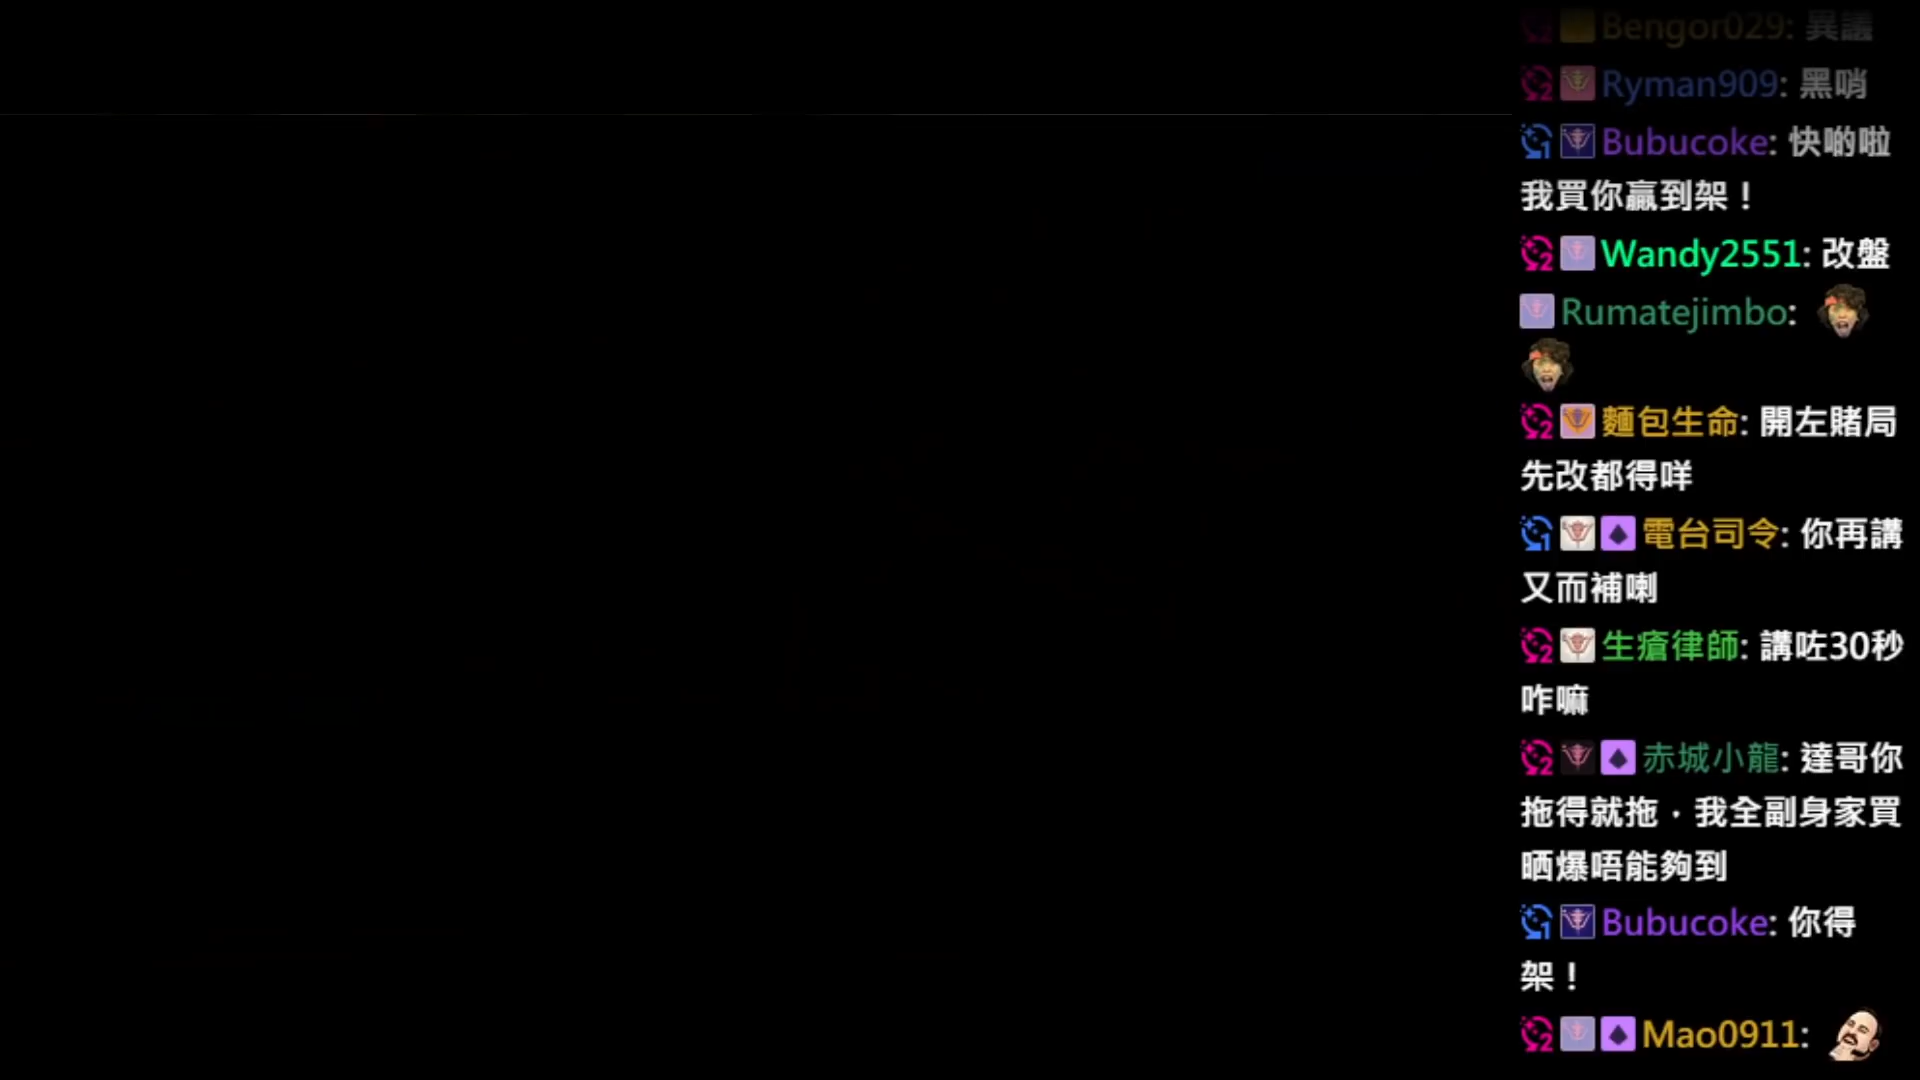 Bengor029: 異議
Ryman909: 黑哨
Bubucoke: 快啲啦
我買你贏到架！
Wandy2551: 改盤
Rumatejimbo:
麵包生命: 開左賭局
先改都得咩
電台司令: 你再講
又而補喇
生瘡律師: 講咗30秒
咋嘛
赤城小龍: 達哥你
拖得就拖，我全副身家買
晒爆唔能夠到
Bubucoke: 你得
架！
Mao0911: